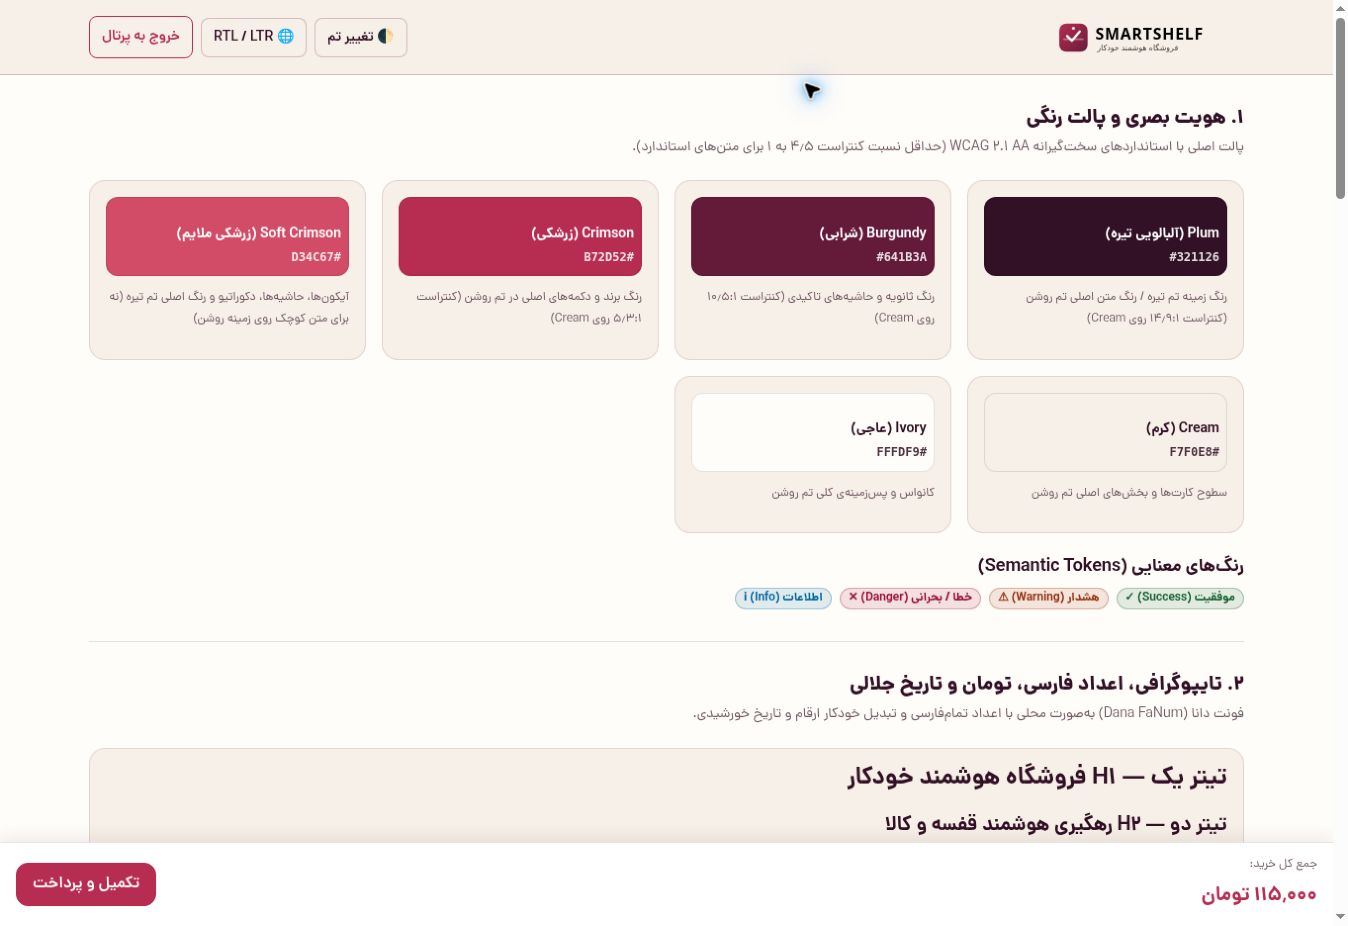 SMARTSHELF
فروشگاه هوشمند خودکار
🌓 تغییر تم
🌐 RTL / LTR
خروج به پرتال
۱. هویت بصری و پالت رنگی
پالت اصلی با استانداردهای سخت‌گیرانه WCAG ۲.۱ AA (حداقل نسبت کنتراست ۴٫۵ به ۱ برای متن‌های استاندارد).
Plum (آلبالویی تیره)
#321126
رنگ زمینه تم تیره / رنگ متن اصلی تم روشن
(کنتراست ۱۴٫۹:۱ روی Cream)
Burgundy (شرابی)
#641B3A
رنگ ثانویه و حاشیه‌های تاکیدی (کنتراست ۱۰٫۵:۱
روی Cream)
Crimson (زرشکی)
B72D52#
رنگ برند و دکمه‌های اصلی در تم روشن (کنتراست
۵٫۳:۱ روی Cream)
Soft Crimson (زرشکی ملایم)
D34C67#
آیکون‌ها، حاشیه‌ها، دکوراتیو و رنگ اصلی تم تیره (نه
برای متن کوچک روی زمینه روشن)
Cream (کرم)
F7F0E8#
سطوح کارت‌ها و بخش‌های اصلی تم روشن
Ivory (عاجی)
FFFDF9#
کانواس و پس‌زمینه‌ی کلی تم روشن
رنگ‌های معنایی (Semantic Tokens)
موفقیت (Success) ✓
هشدار (Warning) ⚠
خطا / بحرانی (Danger) ✕
اطلاعات (Info) ℹ
۲. تایپوگرافی، اعداد فارسی، تومان و تاریخ جلالی
فونت دانا (Dana FaNum) به‌صورت محلی با اعداد تمام‌فارسی و تبدیل خودکار ارقام و تاریخ خورشیدی.
تیتر یک — H۱ فروشگاه هوشمند خودکار
تیتر دو — H۲ رهگیری هوشمند قفسه و کالا
جمع کل خرید:
۱۱۵٬۰۰۰ تومان
تکمیل و پرداخت